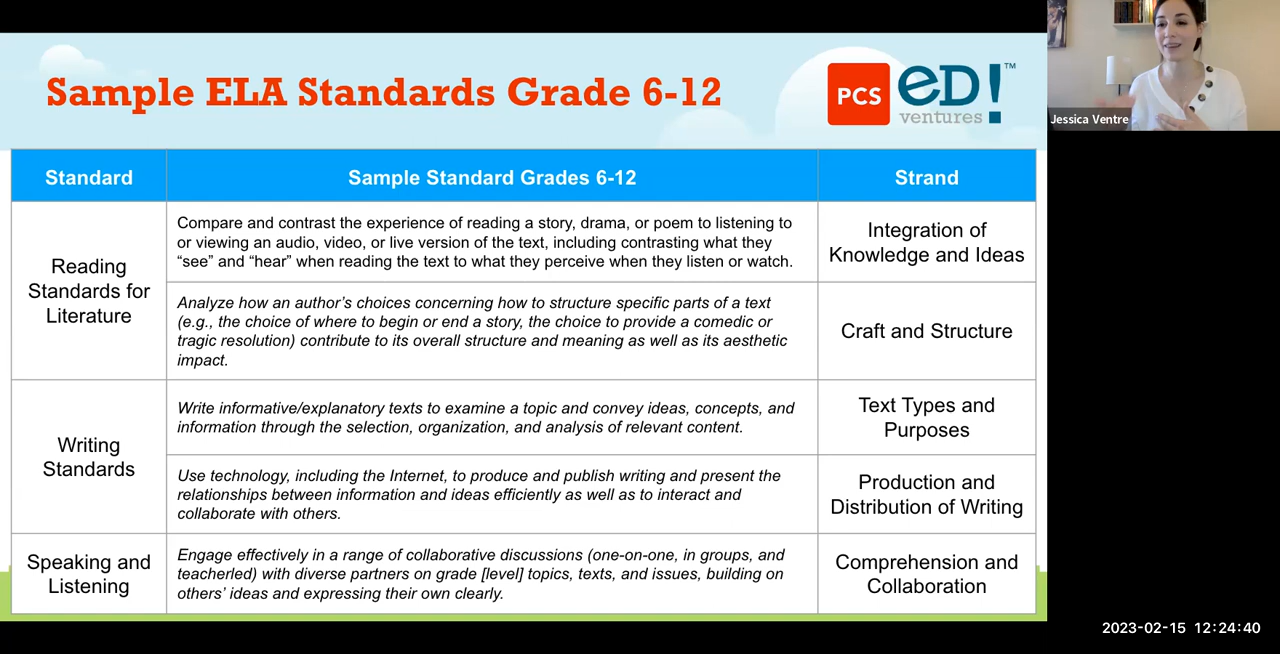 Sample ELA Standards Grade 6-12
PCS
eD!™
ventures
Jessica Ventre
Standard
Sample Standard Grades 6-12
Strand
Reading
Standards for
Literature
Compare and contrast the experience of reading a story, drama, or poem to listening to
or viewing an audio, video, or live version of the text, including contrasting what they
“see” and “hear” when reading the text to what they perceive when they listen or watch.
Integration of
Knowledge and Ideas
Analyze how an author’s choices concerning how to structure specific parts of a text
(e.g., the choice of where to begin or end a story, the choice to provide a comedic or
tragic resolution) contribute to its overall structure and meaning as well as its aesthetic
impact.
Craft and Structure
Writing
Standards
Write informative/explanatory texts to examine a topic and convey ideas, concepts, and
information through the selection, organization, and analysis of relevant content.
Text Types and
Purposes
Use technology, including the Internet, to produce and publish writing and present the
relationships between information and ideas efficiently as well as to interact and
collaborate with others.
Production and
Distribution of Writing
Speaking and
Listening
Engage effectively in a range of collaborative discussions (one-on-one, in groups, and
teacherled) with diverse partners on grade [level] topics, texts, and issues, building on
others’ ideas and expressing their own clearly.
Comprehension and
Collaboration
2023-02-15 12:24:40